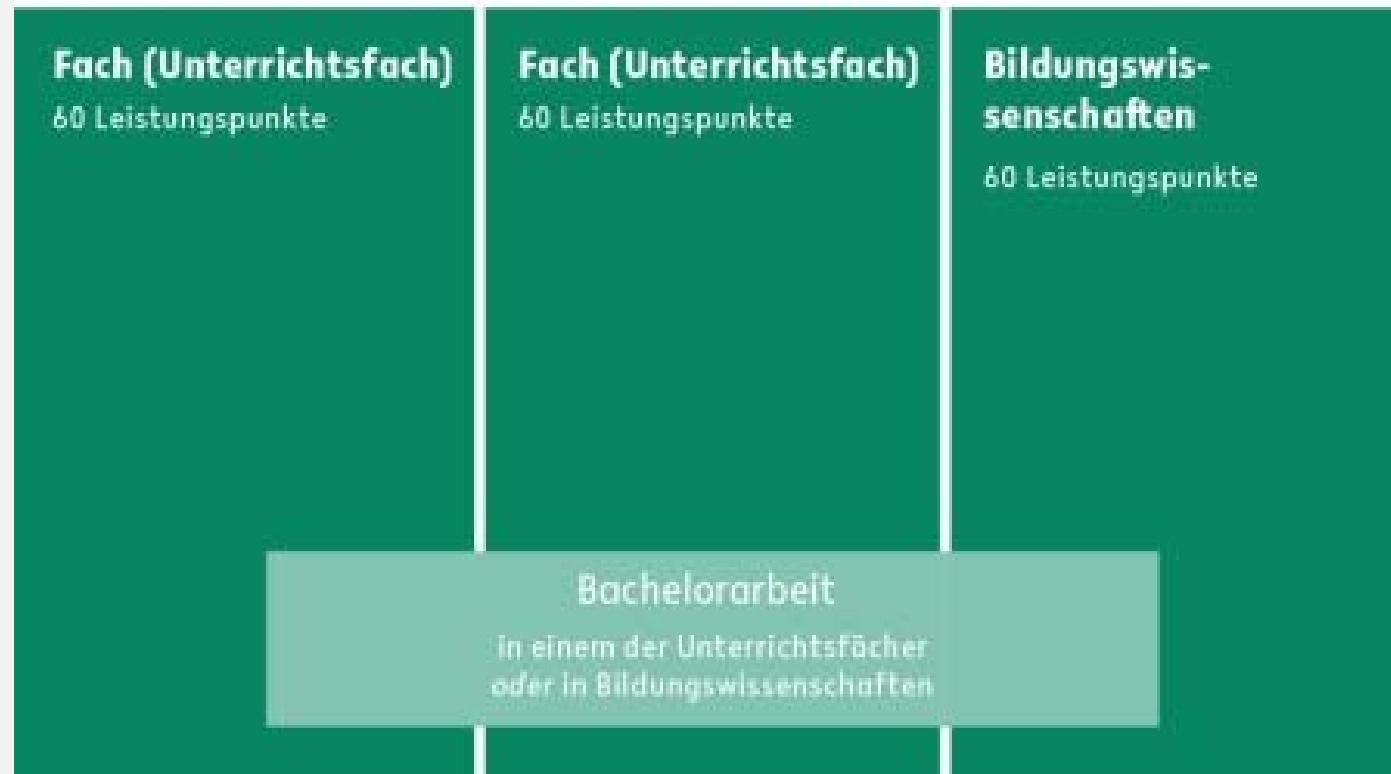 Fach (Unterrichtsfach)
60 Leistungspunkte
Fach (Unterrichtsfach)
60 Leistungspunkte
Bildungswis-
senschaften
60 Leistungspunkte
Bachelorarbeit
in einem der Unterrichtsfächer
oder in Bildungswissenschaften